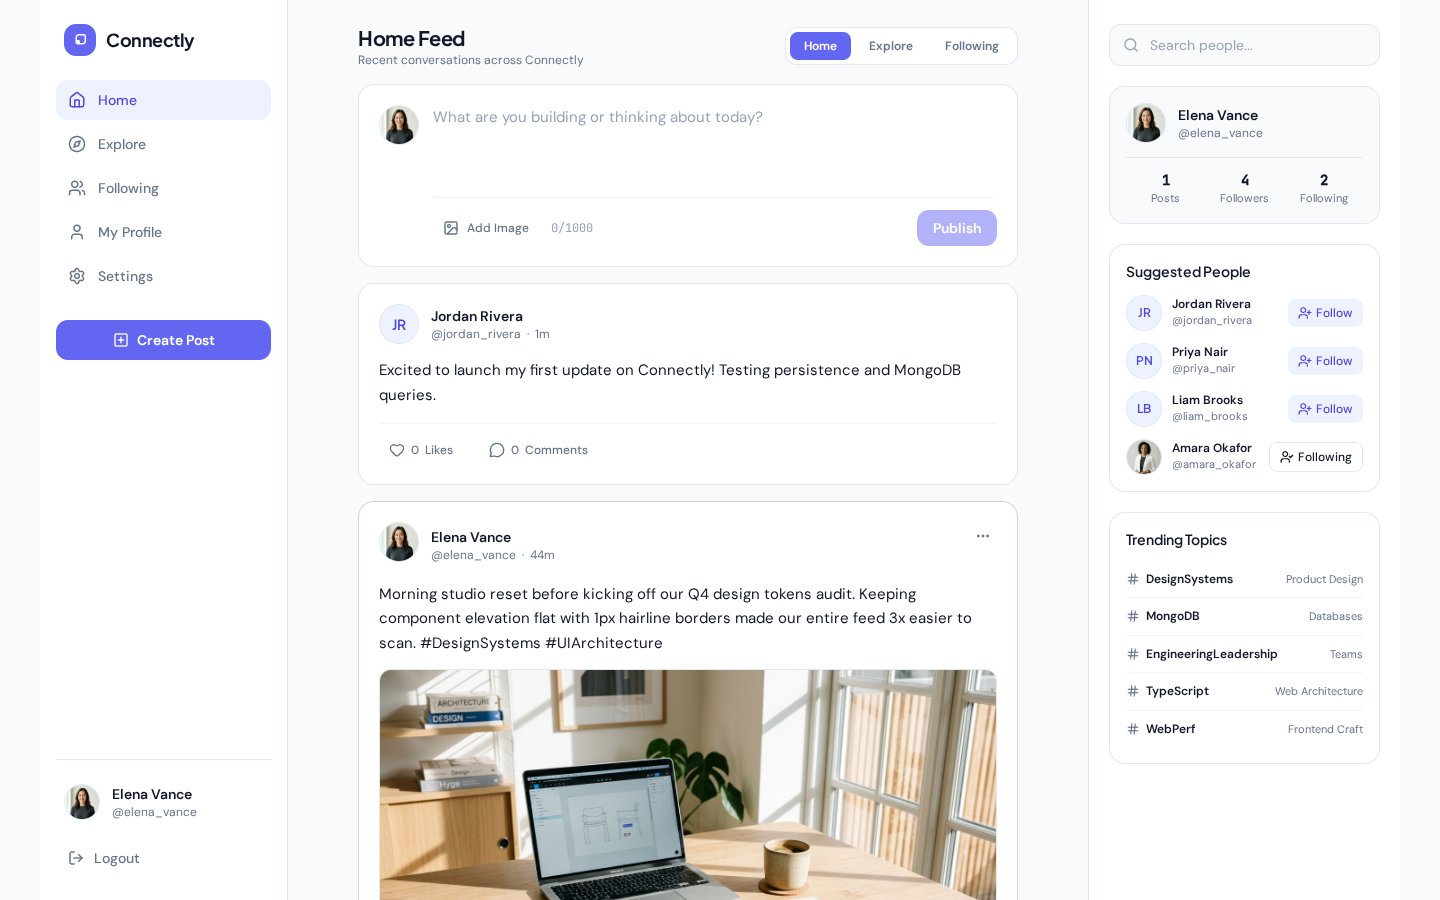 Connectly
Home
Explore
Following
My Profile
Settings
Create Post
Elena Vance
@elena_vance
Logout
Home Feed
Recent conversations across Connectly
Home
Explore
Following
What are you building or thinking about today?
Add Image
0/1000
Publish
JR
Jordan Rivera
@jordan_rivera · 1m
Excited to launch my first update on Connectly! Testing persistence and MongoDB
queries.
0 Likes
0 Comments
Elena Vance
@elena_vance · 44m
Morning studio reset before kicking off our Q4 design tokens audit. Keeping
component elevation flat with 1px hairline borders made our entire feed 3x easier to
scan. #DesignSystems #UIArchitecture
ARCHITECTURE
DESIGN
Design
Hyge
Search people...
Elena Vance
@elena_vance
1
Posts
4
Followers
2
Following
Suggested People
JR
Jordan Rivera
@jordan_rivera
Follow
PN
Priya Nair
@priya_nair
Follow
LB
Liam Brooks
@liam_brooks
Follow
Amara Okafor
@amara_okafor
Following
Trending Topics
# DesignSystems
Product Design
# MongoDB
Databases
# EngineeringLeadership
Teams
# TypeScript
Web Architecture
# WebPerf
Frontend Craft